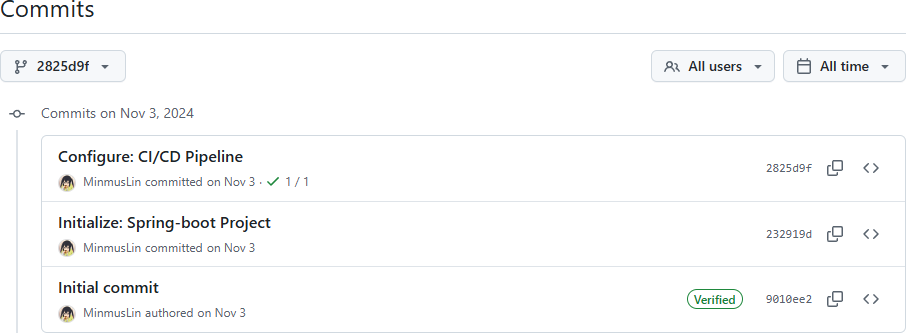 Commits
2825d9f
All users
All time
Commits on Nov 3, 2024
Configure: CI/CD Pipeline
MinmusLin committed on Nov 3 · 1 / 1
2825d9f
Initialize: Spring-boot Project
MinmusLin committed on Nov 3
232919d
Initial commit
MinmusLin authored on Nov 3
Verified
9010ee2